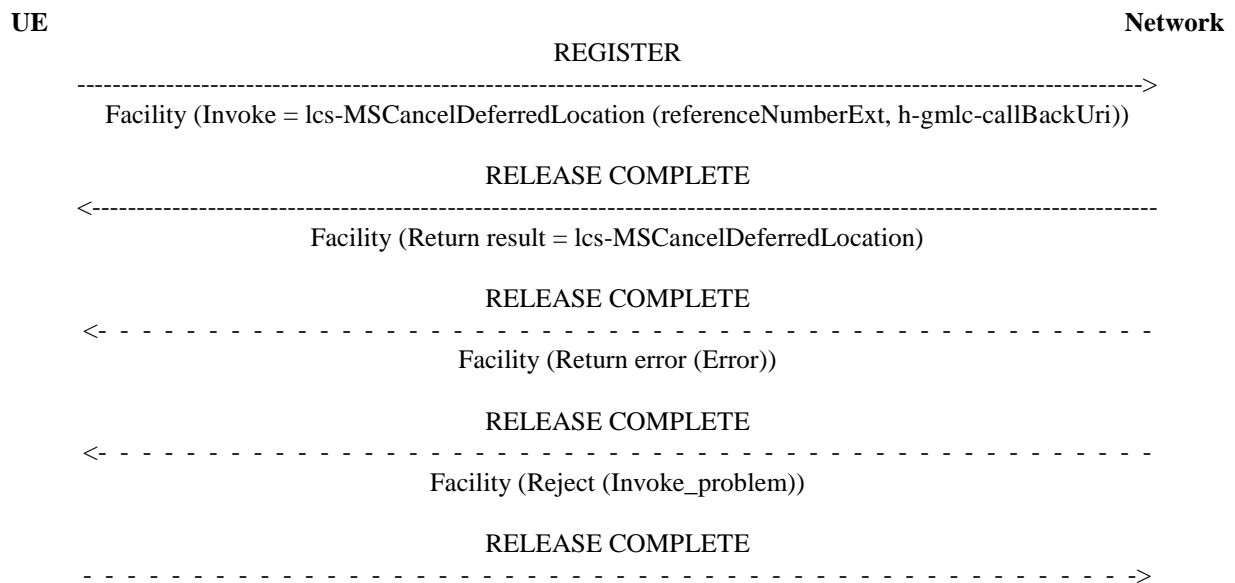 UE Network
REGISTER
Facility (Invoke = lcs-MSCancelDeferredLocation (referenceNumberExt, h-gmlc-callBackUri))
RELEASE COMPLETE
Facility (Return result = lcs-MSCancelDeferredLocation)
RELEASE COMPLETE
Facility (Return error (Error))
RELEASE COMPLETE
Facility (Reject (Invoke_problem))
RELEASE COMPLETE